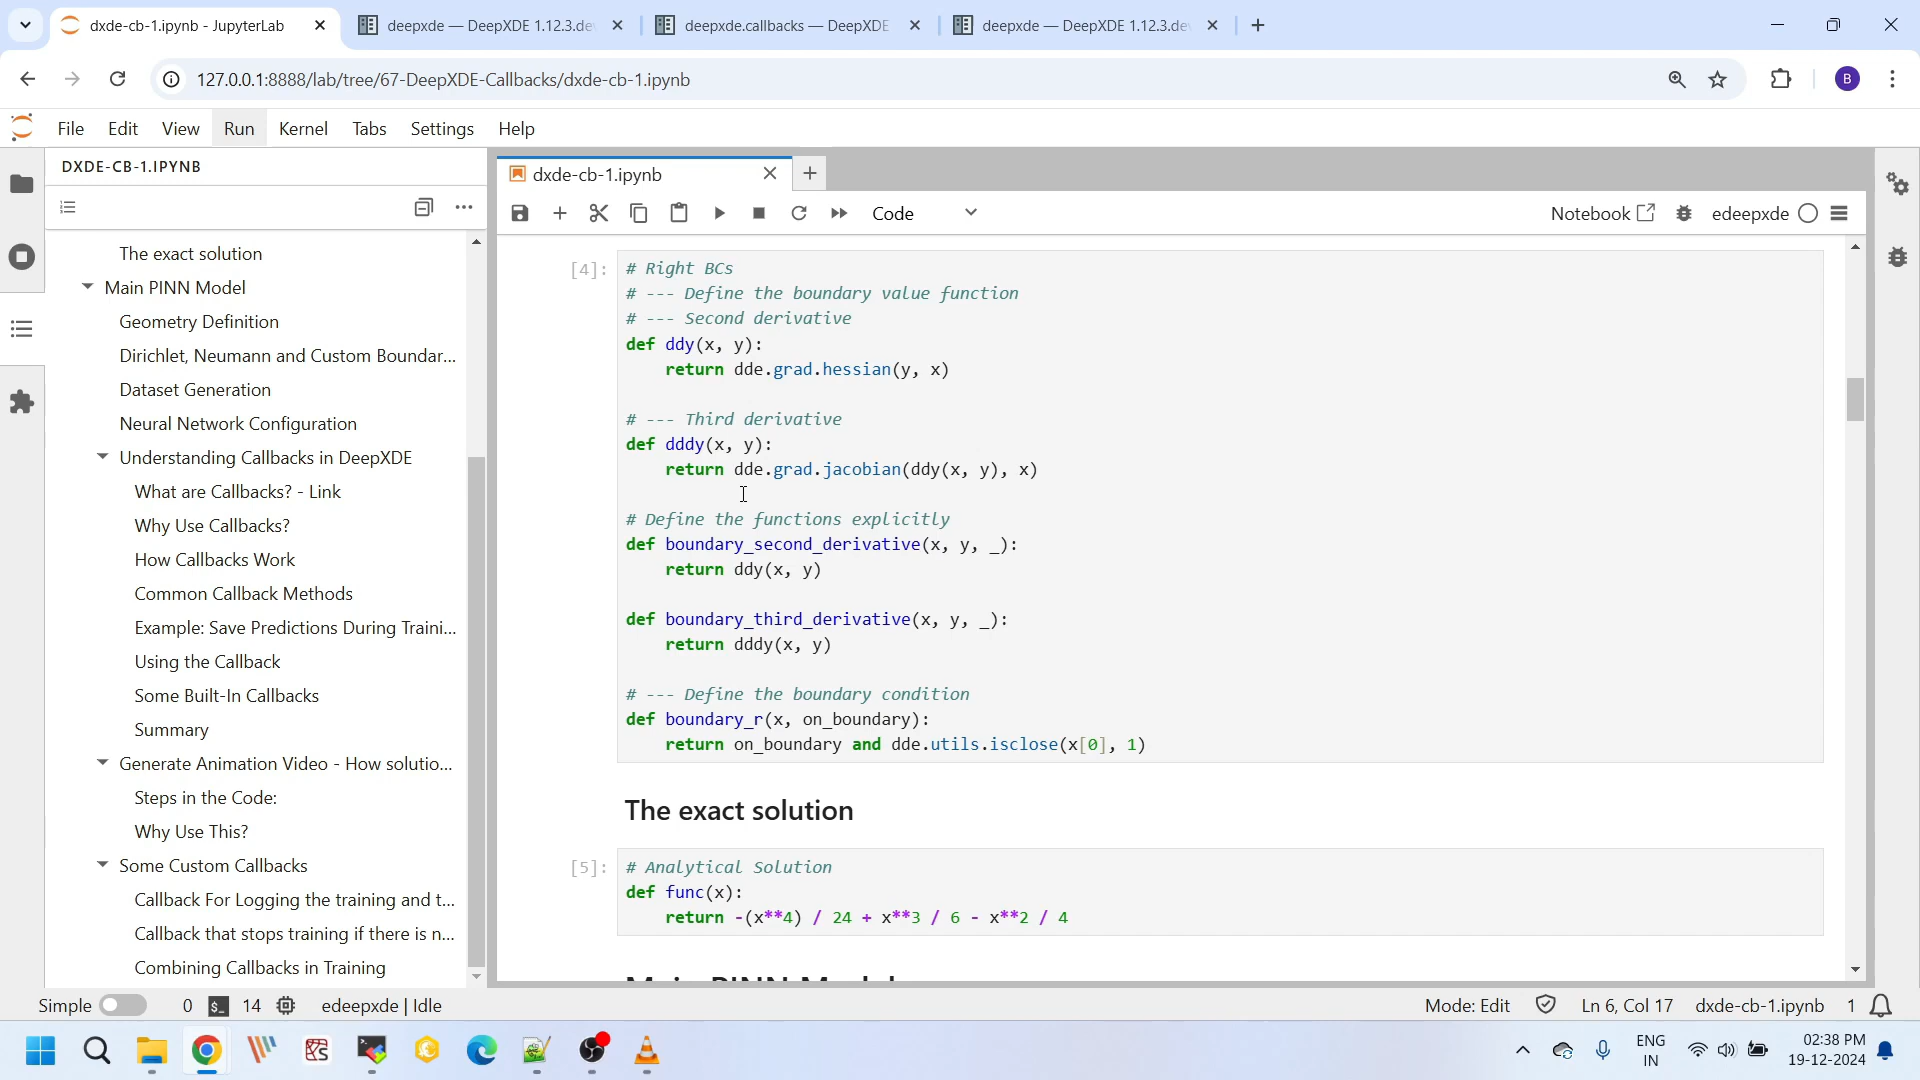 dxde-cb-1.ipynb - JupyterLab
deepxde — DeepXDE 1.12.3.de
deepxde.callbacks — DeepXDE
deepxde — DeepXDE 1.12.3.de
127.0.0.1:8888/lab/tree/67-DeepXDE-Callbacks/dxde-cb-1.ipynb
B
File Edit View Run Kernel Tabs Settings Help
DXDE-CB-1.IPYNB
dxde-cb-1.ipynb
Code
Notebook
edeepxde
The exact solution
Main PINN Model
Geometry Definition
Dirichlet, Neumann and Custom Boundar...
Dataset Generation
Neural Network Configuration
Understanding Callbacks in DeepXDE
What are Callbacks? - Link
Why Use Callbacks?
How Callbacks Work
Common Callback Methods
Example: Save Predictions During Traini...
Using the Callback
Some Built-In Callbacks
Summary
Generate Animation Video - How solutio...
Steps in the Code:
Why Use This?
Some Custom Callbacks
Callback For Logging the training and t...
Callback that stops training if there is n...
Combining Callbacks in Training
[4]:
# Right BCs
# --- Define the boundary value function
# --- Second derivative
def ddy(x, y):
    return dde.grad.hessian(y, x)
# --- Third derivative
def dddy(x, y):
    return dde.grad.jacobian(ddy(x, y), x)
# Define the functions explicitly
def boundary_second_derivative(x, y, _):
    return ddy(x, y)
def boundary_third_derivative(x, y, _):
    return dddy(x, y)
# --- Define the boundary condition
def boundary_r(x, on_boundary):
    return on_boundary and dde.utils.isclose(x[0], 1)
The exact solution
[5]:
# Analytical Solution
def func(x):
    return -(x**4) / 24 + x**3 / 6 - x**2 / 4
Simple 0 14 edeepxde | Idle
Mode: Edit Ln 6, Col 17 dxde-cb-1.ipynb 1
ENG
IN
02:38 PM
19-12-2024